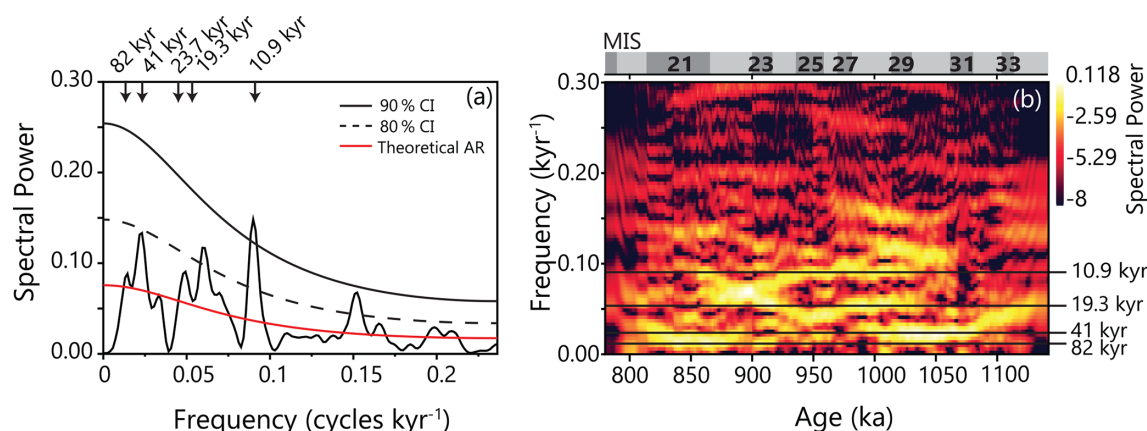 82 kyr
41 kyr
23.7 kyr
19.3 kyr
10.9 kyr
(a)
90 % CI
80 % CI
Theoretical AR
0.30
0.20
0.10
0.00
Spectral Power
0 0.05 0.1 0.15 0.2
Frequency (cycles kyr⁻¹)
MIS
21 23 25 27 29 31 33
(b)
0.30
0.20
0.10
0.00
Frequency (kyr⁻¹)
800 850 900 950 1000 1050 1100
Age (ka)
0.118
-2.59
-5.29
-8
Spectral Power
10.9 kyr
19.3 kyr
41 kyr
82 kyr